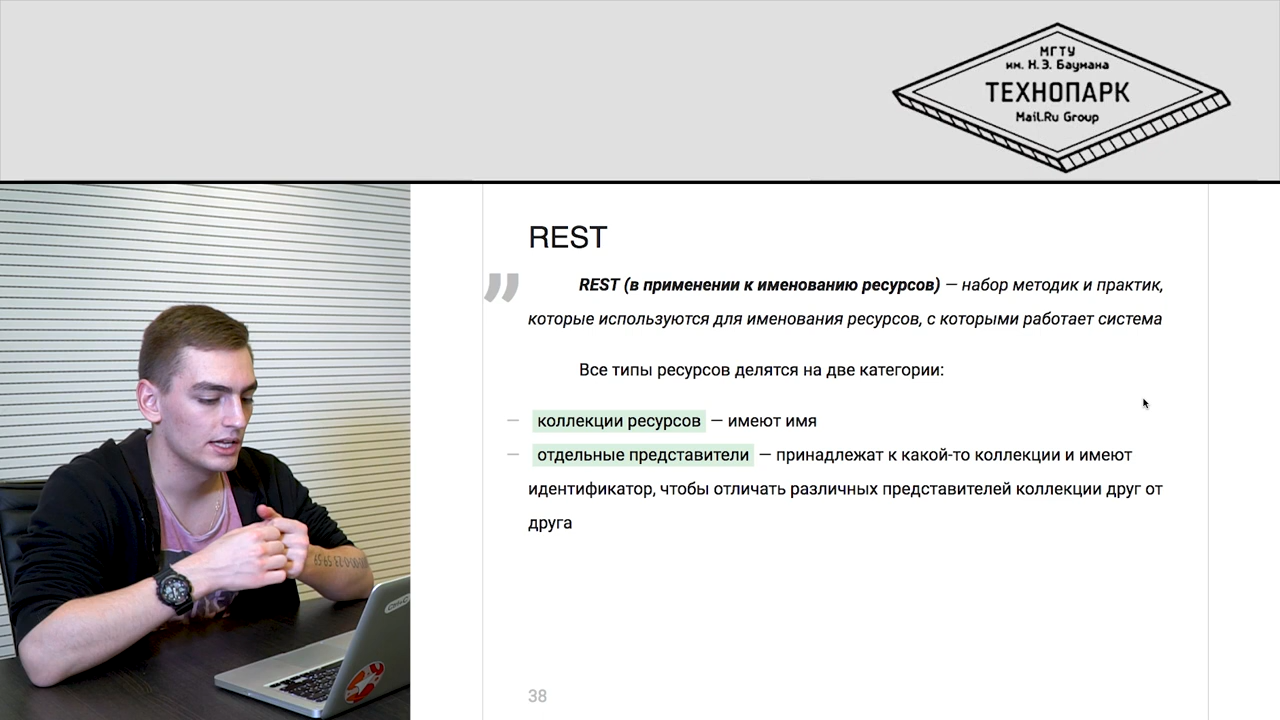 МГТУ
им. Н.Э. Баумана
ТЕХНОПАРК
Mail.Ru Group
REST
” REST (в применении к именованию ресурсов) — набор методик и практик,
которые используются для именования ресурсов, с которыми работает система
Все типы ресурсов делятся на две категории:
— коллекции ресурсов — имеют имя
— отдельные представители — принадлежат к какой-то коллекции и имеют
идентификатор, чтобы отличать различных представителей коллекции друг от
друга
38